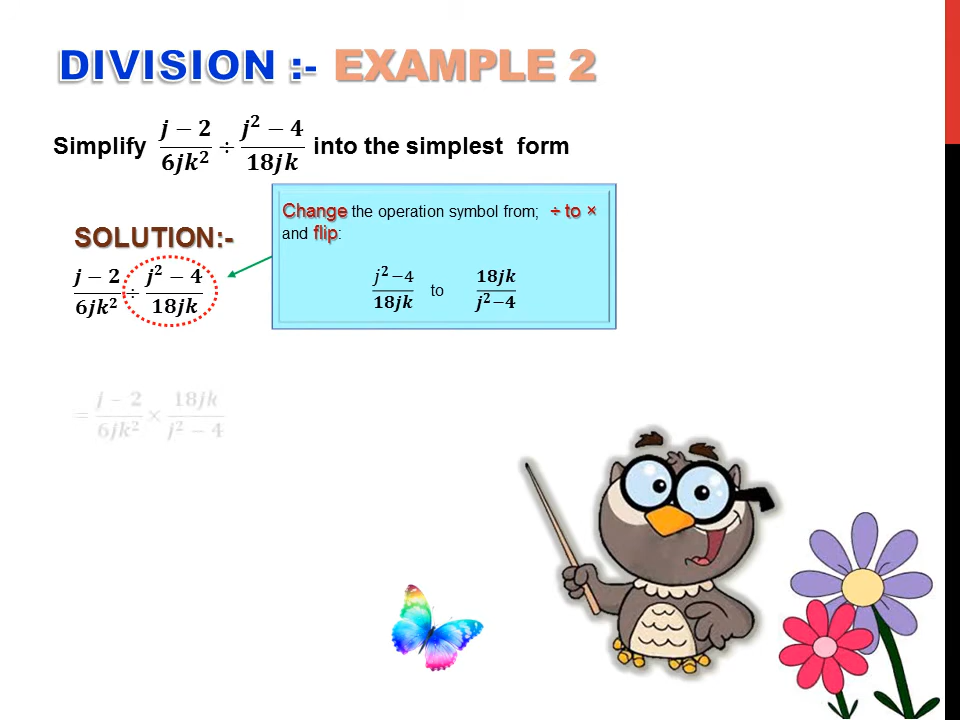 DIVISION :- EXAMPLE 2
Simplify (j − 2)/(6jk²) ÷ (j² − 4)/(18jk) into the simplest form
Change the operation symbol from; ÷ to ×
and flip:
SOLUTION:-
(j² − 4)/(18jk) to (18jk)/(j² − 4)
(j − 2)/(6jk²) ÷ (j² − 4)/(18jk)
= (j − 2)/(6jk²) × (18jk)/(j² − 4)